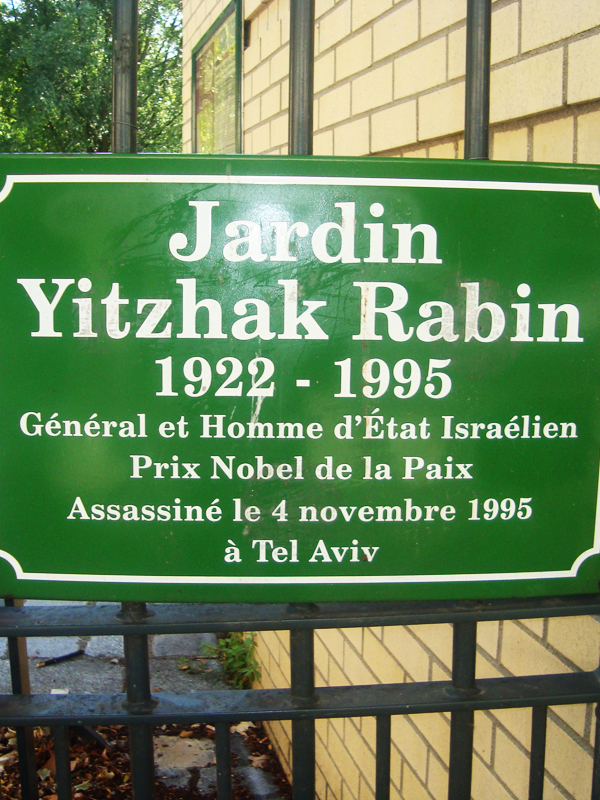 Jardin
Yitzhak Rabin
1922 - 1995
Général et Homme d'État Israélien
Prix Nobel de la Paix
Assassiné le 4 novembre 1995
à Tel Aviv